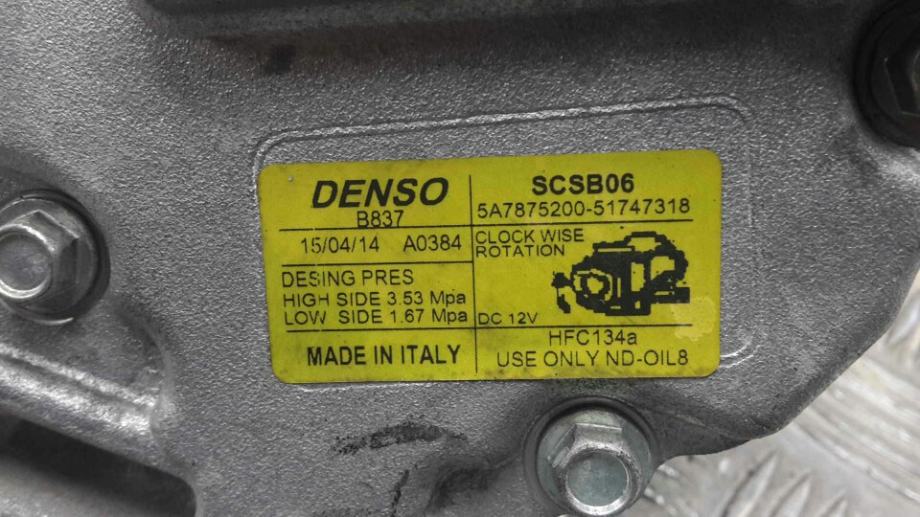 DENSO
B837
SCSB06
5A7875200-51747318
15/04/14 A0384
CLOCK WISE
ROTATION
DESING PRES
HIGH SIDE 3.53 Mpa
LOW SIDE 1.67 Mpa
DC 12V
MADE IN ITALY
HFC134a
USE ONLY ND-OIL8